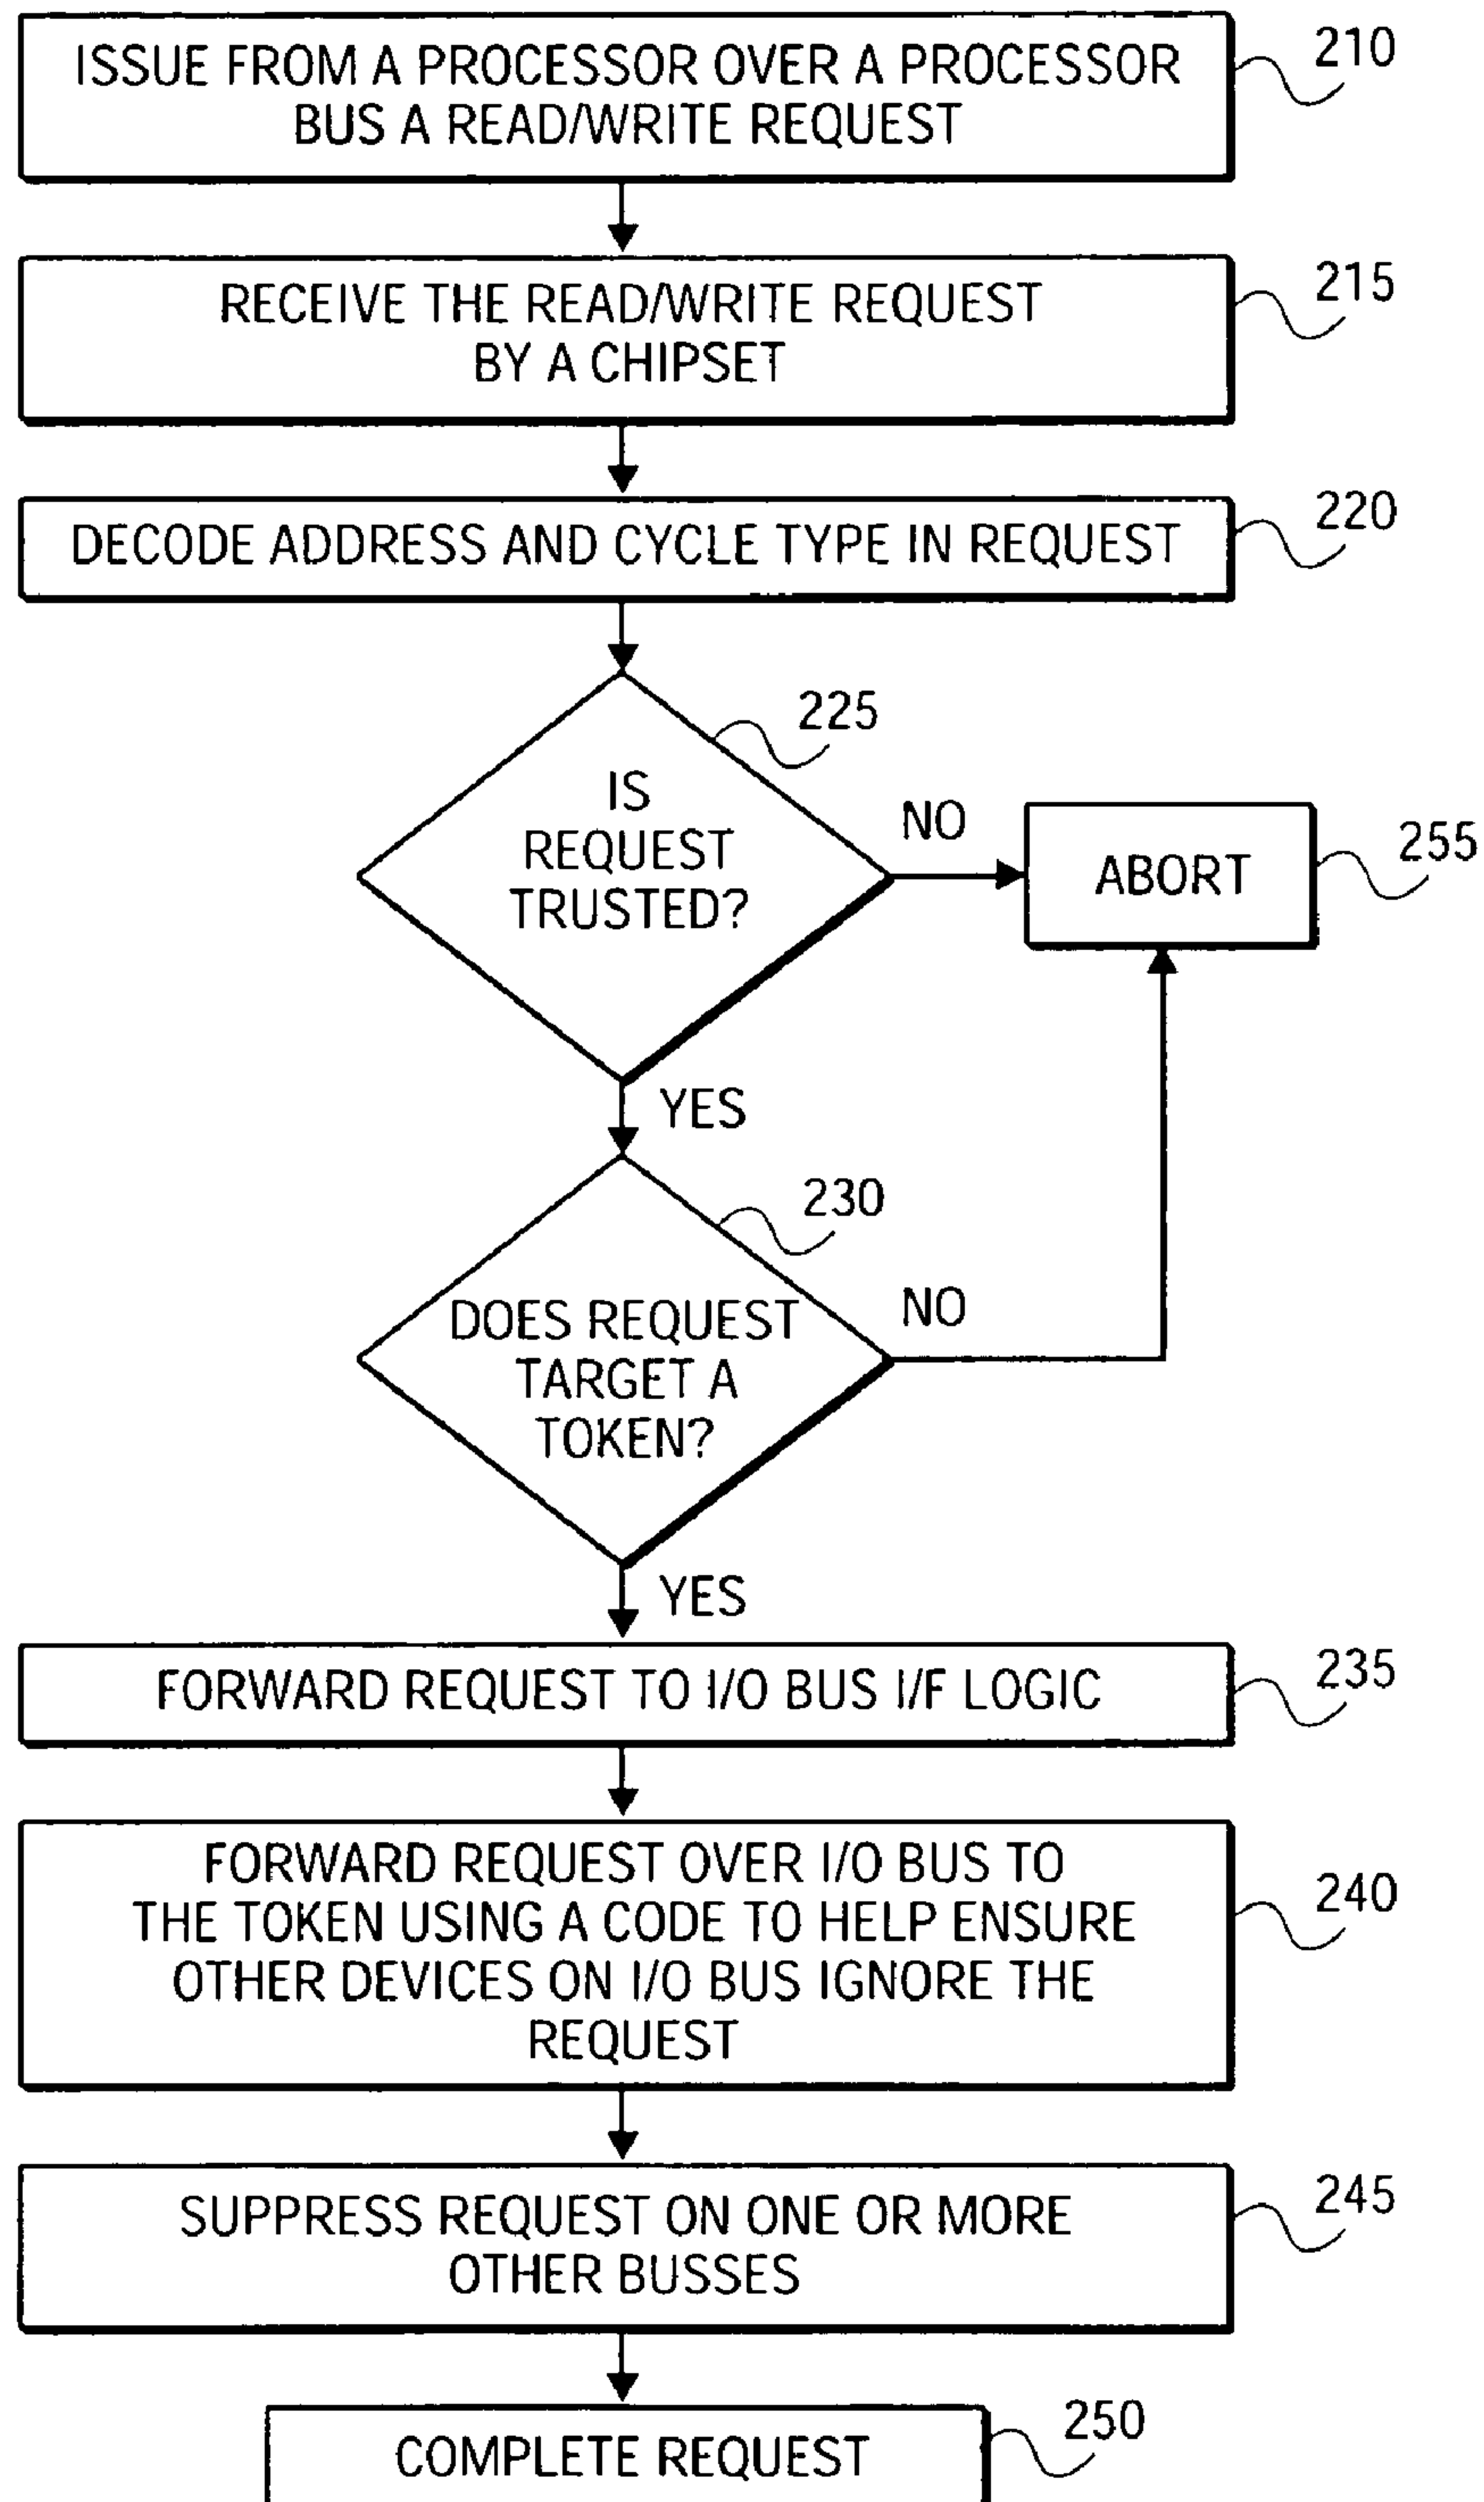 ISSUE FROM A PROCESSOR OVER A PROCESSOR
BUS A READ/WRITE REQUEST
210
RECEIVE THE READ/WRITE REQUEST
BY A CHIPSET
215
DECODE ADDRESS AND CYCLE TYPE IN REQUEST
220
225
IS
REQUEST
TRUSTED?
NO
ABORT
255
YES
230
DOES REQUEST
TARGET A
TOKEN?
NO
YES
FORWARD REQUEST TO I/O BUS I/F LOGIC
235
FORWARD REQUEST OVER I/O BUS TO
THE TOKEN USING A CODE TO HELP ENSURE
OTHER DEVICES ON I/O BUS IGNORE THE
REQUEST
240
SUPPRESS REQUEST ON ONE OR MORE
OTHER BUSSES
245
COMPLETE REQUEST
250